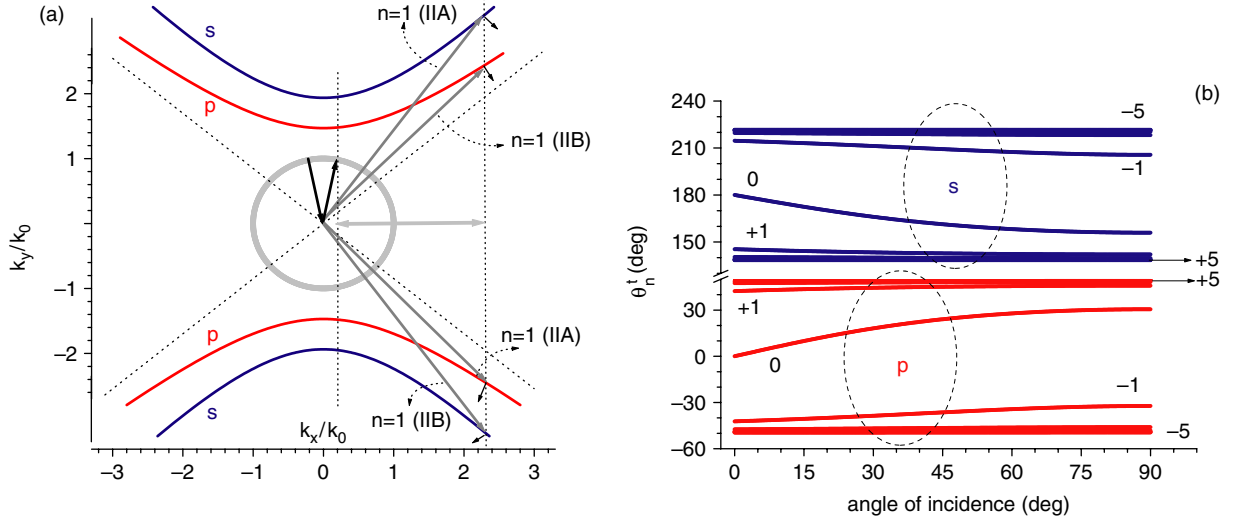 (a)
s
n=1 (IIA)
p
n=1 (IIB)
2
1
k_y/k_0
−1
−2
p
s
n=1 (IIA)
n=1 (IIB)
k_x/k_0
−3 −2 −1 0 1 2 3
(b)
240
210
180
150
30
0
−30
−60
θ_n^t (deg)
−5
−1
0
s
+1
+5
+5
+1
0
p
−1
−5
0 15 30 45 60 75 90
angle of incidence (deg)